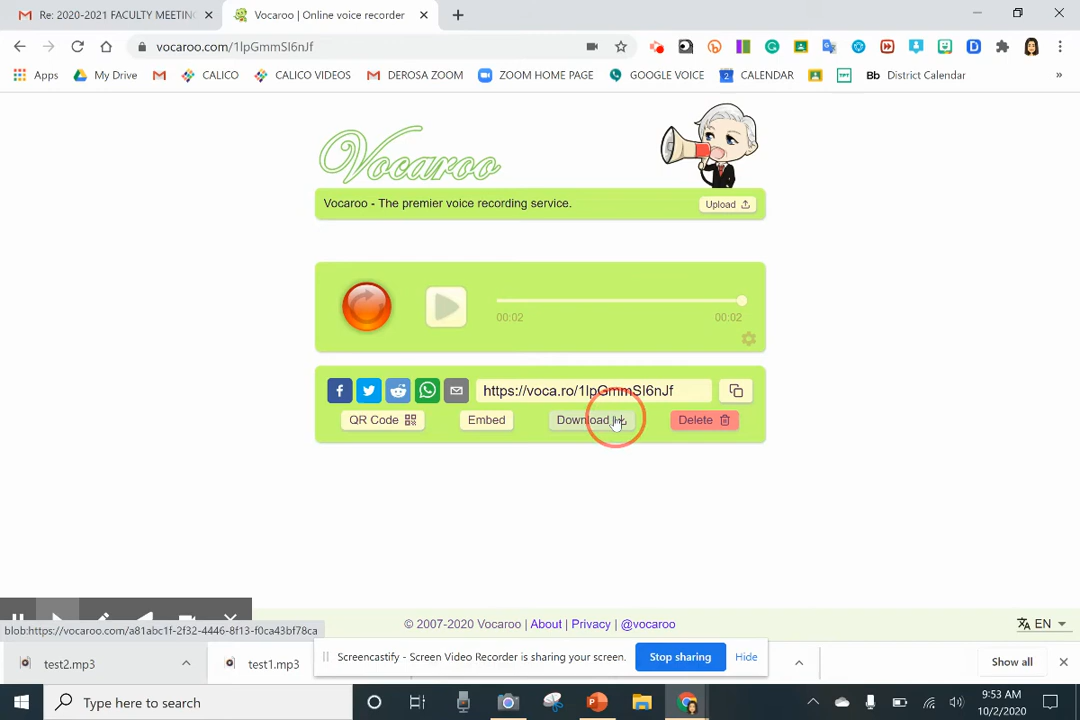 Re: 2020-2021 FACULTY MEETING
Vocaroo | Online voice recorder
vocaroo.com/1lpGmmSI6nJf
Apps
My Drive
CALICO
CALICO VIDEOS
DEROSA ZOOM
ZOOM HOME PAGE
GOOGLE VOICE
CALENDAR
Bb District Calendar
Vocaroo
Vocaroo - The premier voice recording service.
Upload
00:02
00:02
https://voca.ro/1lpGmmSI6nJf
QR Code
Embed
Download
Delete
© 2007-2020 Vocaroo | About | Privacy | @vocaroo
EN
blob:https://vocaroo.com/a81abc1f-2f32-4446-8f13-f0ca43bf78ca
test2.mp3
test1.mp3
Screencastify - Screen Video Recorder is sharing your screen.
Stop sharing
Hide
Show all
Type here to search
9:53 AM
10/2/2020